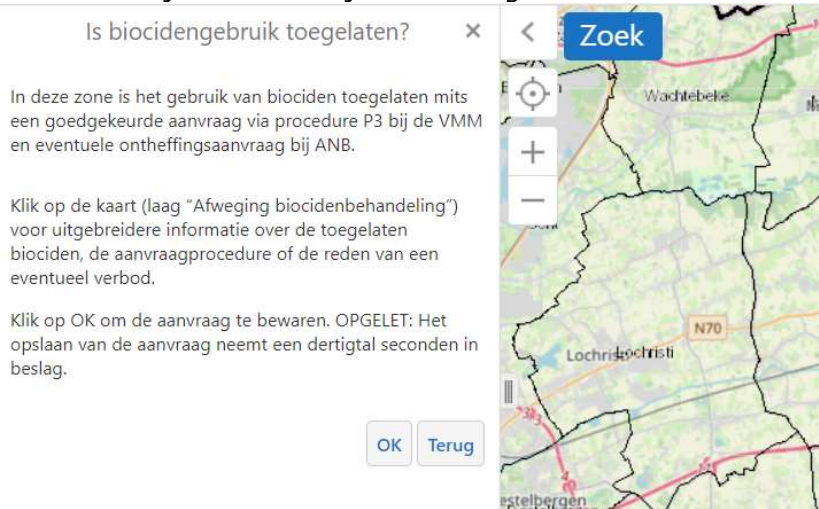 Is biocidengebruik toegelaten? ×
In deze zone is het gebruik van biociden toegelaten mits
een goedgekeurde aanvraag via procedure P3 bij de VMM
en eventuele ontheffingsaanvraag bij ANB.
Klik op de kaart (laag "Afweging biocidenbehandeling")
voor uitgebreidere informatie over de toegelaten
biociden, de aanvraagprocedure of de reden van een
eventueel verbod.
Klik op OK om de aanvraag te bewaren. OPGELET: Het
opslaan van de aanvraag neemt een dertigtal seconden in
beslag.
OK Terug
Zoek
Wachtebeke
N70
Lochristi